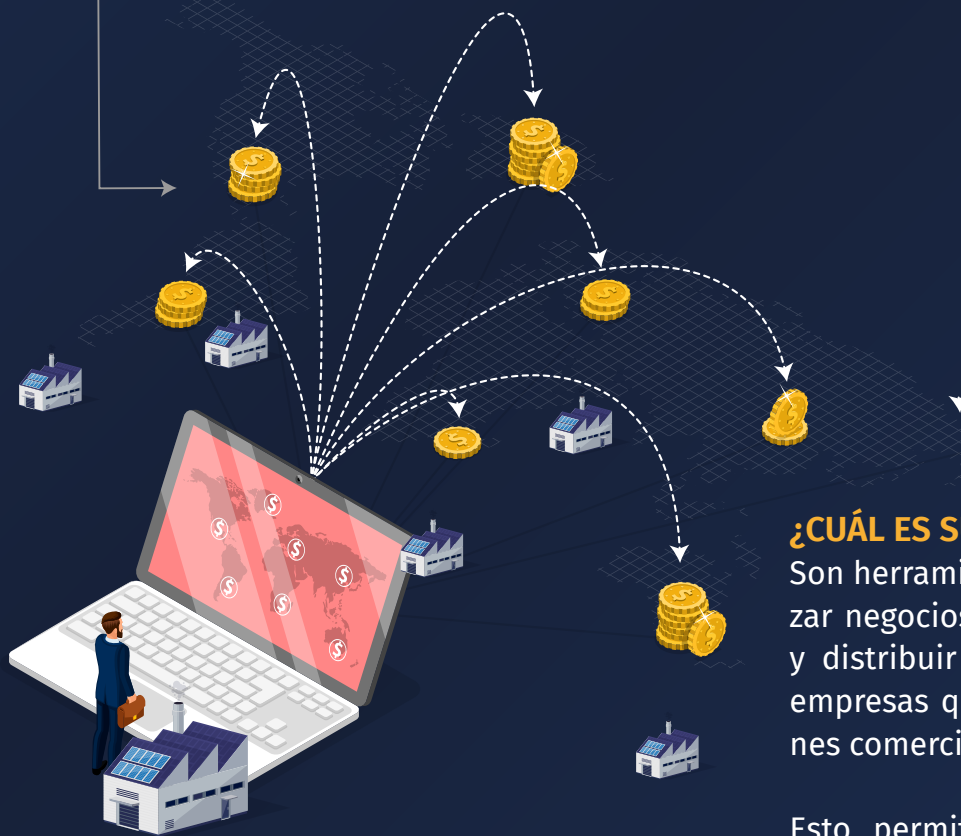 ¿CUÁL ES S
Son herrami
zar negocios
y distribuir
empresas q
nes comerci
Esto permi